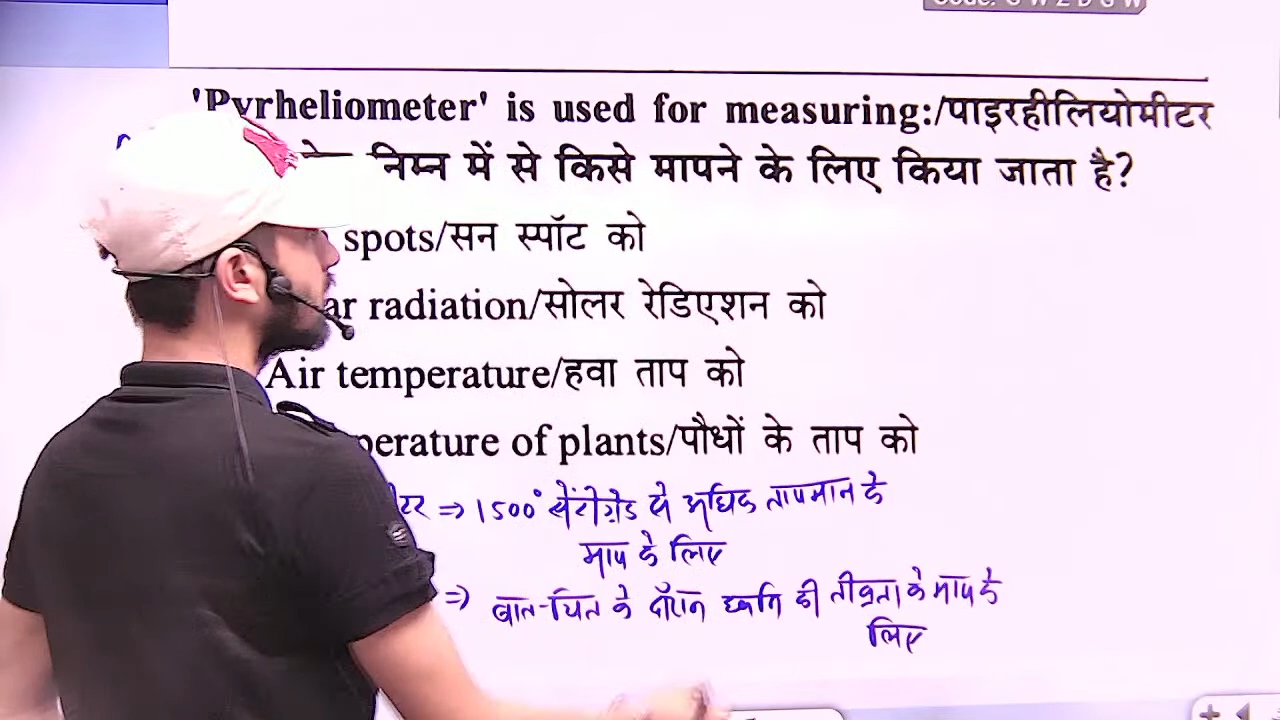 'Pyrheliometer' is used for measuring:/पाइरहीलियोमीटर
निम्न में से किसे मापने के लिए किया जाता है?
spots/सन स्पॉट को
ar radiation/सोलर रेडिएशन को
Air temperature/हवा ताप को
perature of plants/पौधों के ताप को
टर ⇒ 1500° सेंटीग्रेड से अधिक तापमान के
माप के लिए
⇒ बात-चित के दौरान ध्वनि की तीव्रता के माप के
लिए